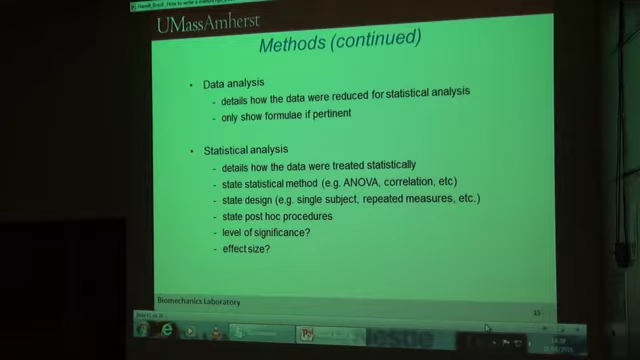 UMassAmherst
Methods (continued)
• Data analysis
- details how the data were reduced for statistical analysis
- only show formulae if pertinent
• Statistical analysis
- details how the data were treated statistically
- state statistical method (e.g. ANOVA, correlation, etc)
- state design (e.g. single subject, repeated measures, etc.)
- state post hoc procedures
- level of significance?
- effect size?
Biomechanics Laboratory
15